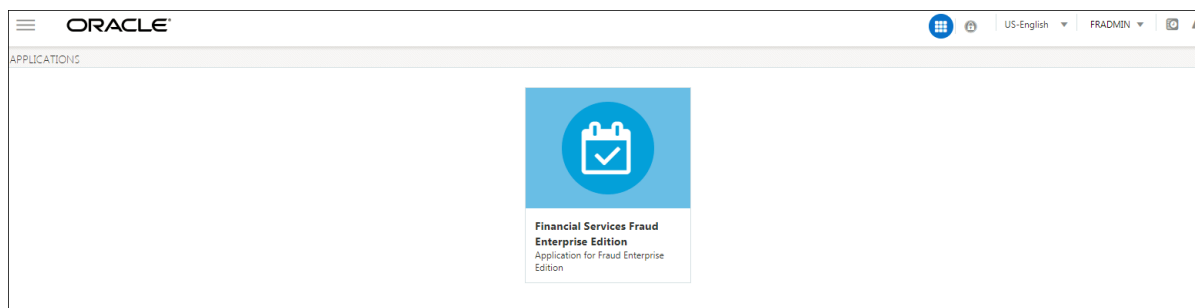 ORACLE®
US-English
FRADMIN
APPLICATIONS
Financial Services Fraud
Enterprise Edition
Application for Fraud Enterprise
Edition